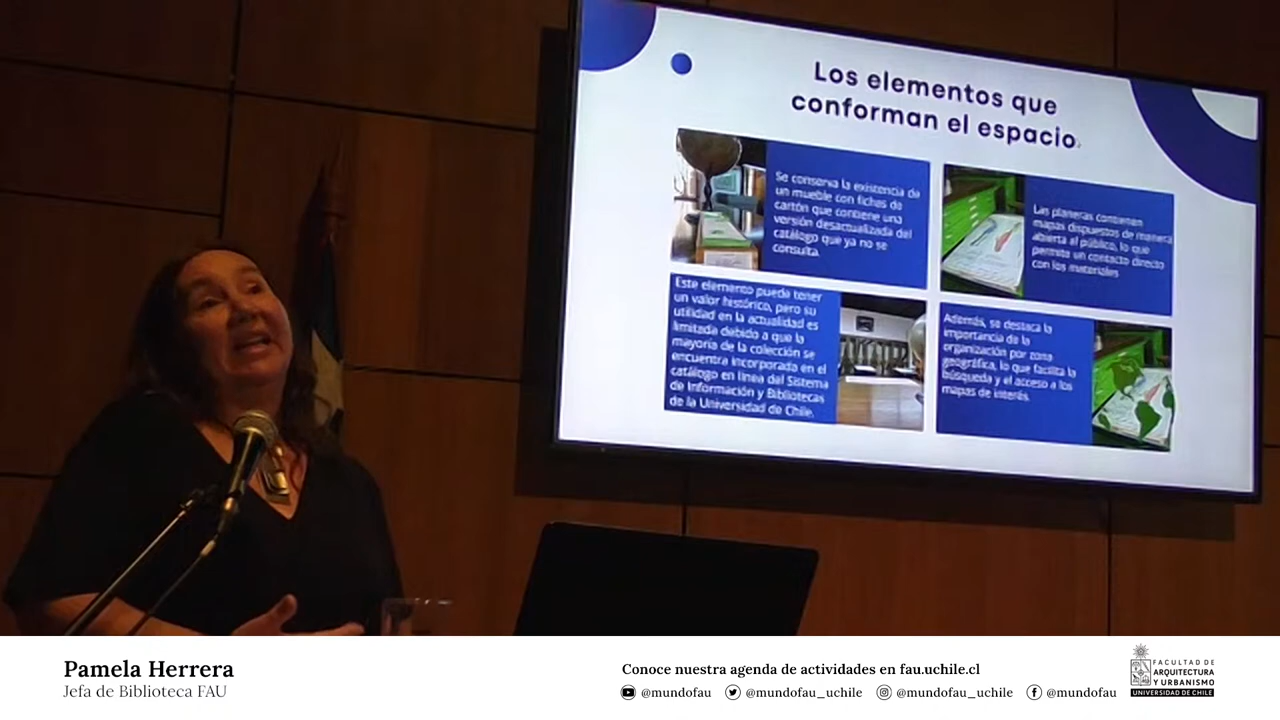 Los elementos que
conforman el espacio.
Se conserva la existencia de
un mueble con fichas de
cartón que contiene una
versión desactualizada del
catálogo que ya no se
consulta.
Las planeras contienen
mapas dispuestos de manera
abierta al público, lo que
permite un contacto directo
con los materiales
Este elemento puede tener
un valor histórico, pero su
utilidad en la actualidad es
limitada debido a que la
mayoría de la colección se
encuentra incorporada en el
catálogo en línea del Sistema
de Información y Bibliotecas
de la Universidad de Chile.
Además, se destaca la
importancia de la
organización por zona
geográfica, lo que facilita la
búsqueda y el acceso a los
mapas de interés.
Pamela Herrera
Jefa de Biblioteca FAU
Conoce nuestra agenda de actividades en fau.uchile.cl
@mundofau @mundofau_uchile @mundofau_uchile @mundofau
FACULTAD DE
ARQUITECTURA
Y URBANISMO
UNIVERSIDAD DE CHILE